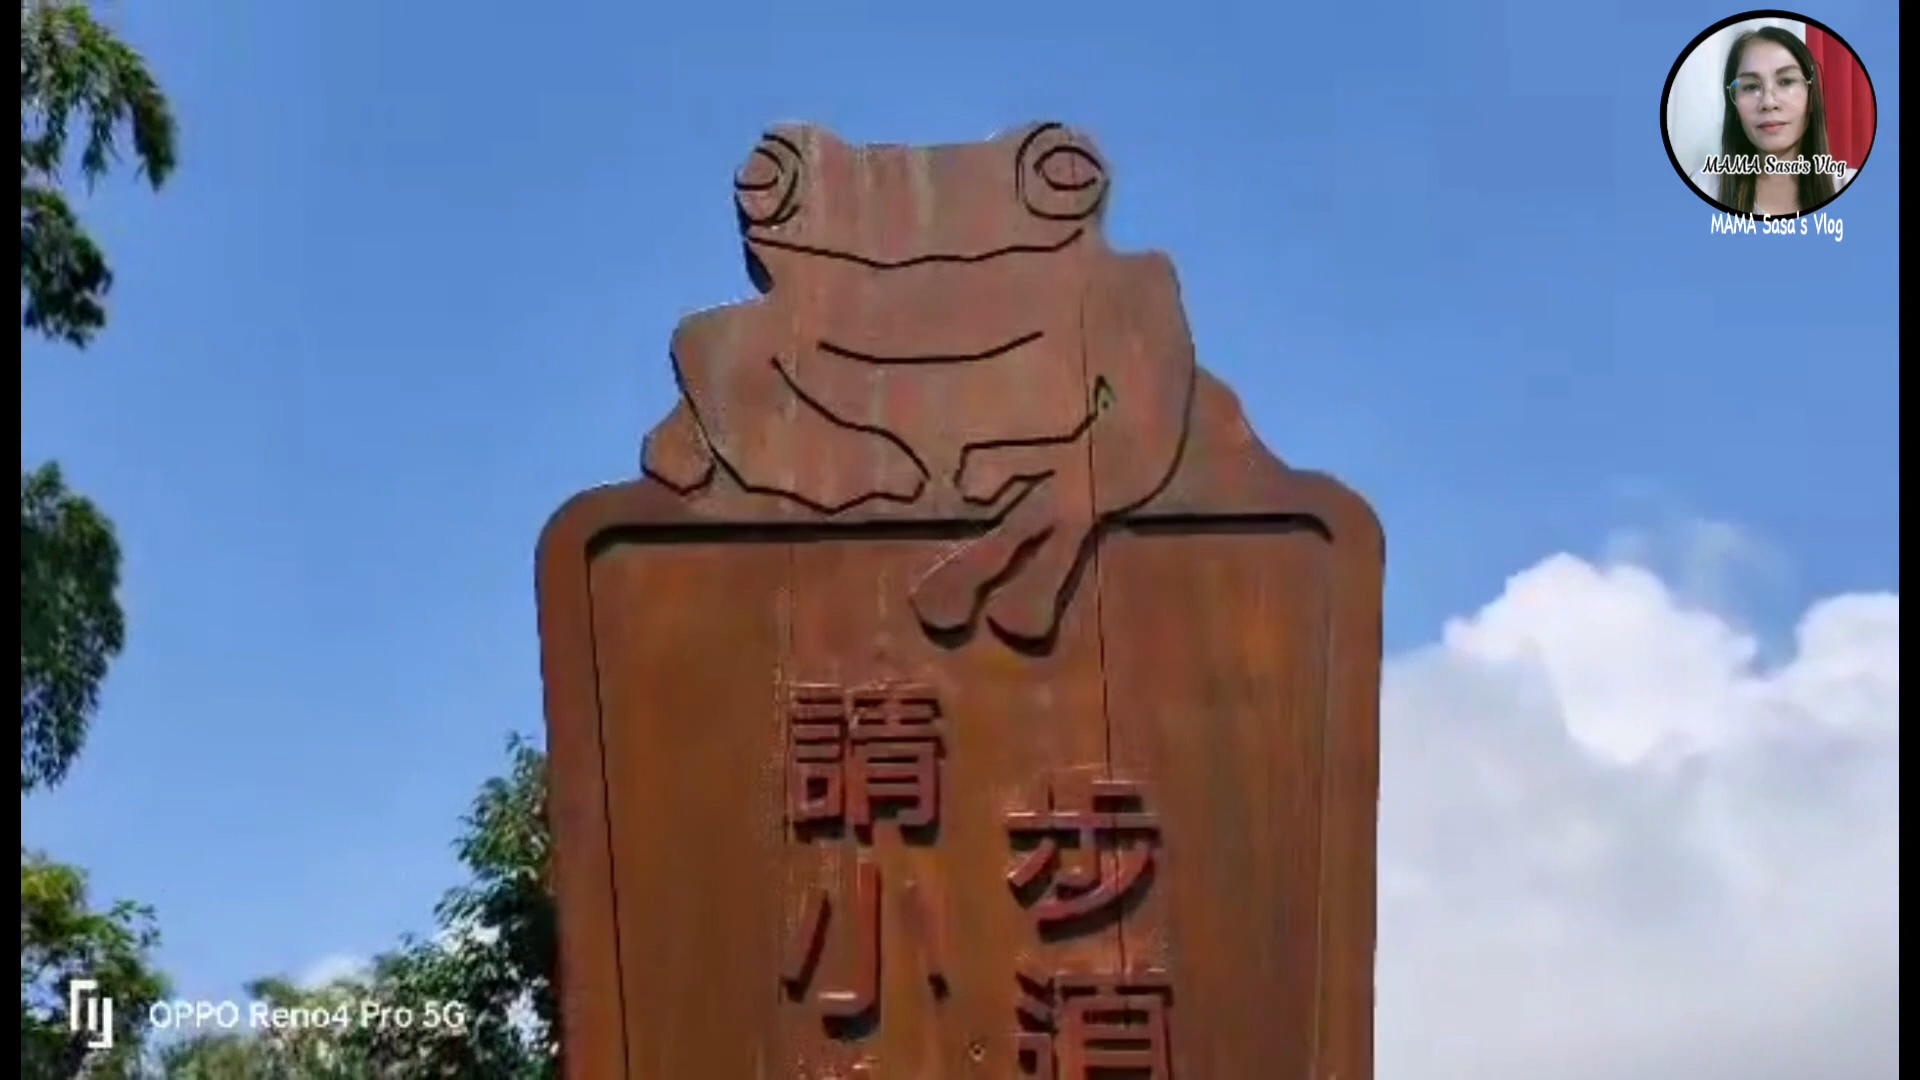 MAMA Sasa's Vlog
MAMA Sasa's Vlog
步
請小
OPPO Reno4 Pro 5G